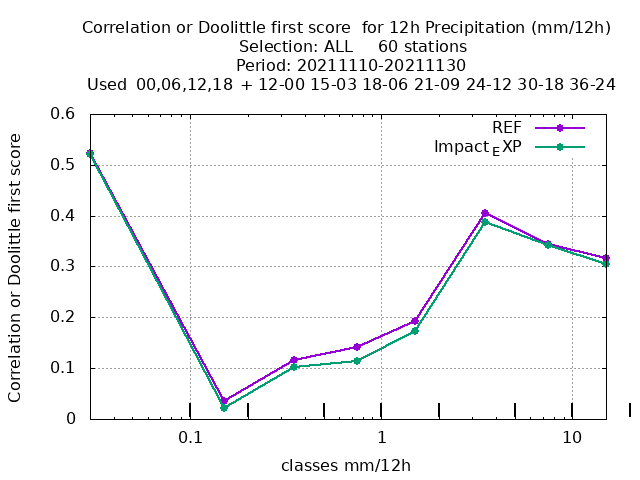 Correlation or Doolittle first score  for 12h Precipitation (mm/12h)
Selection: ALL     60 stations
Period: 20211110-20211130
Used  00,06,12,18 + 12-00 15-03 18-06 21-09 24-12 30-18 36-24
REF
Impact_EXP
Correlation or Doolittle first score
0.6
0.5
0.4
0.3
0.2
0.1
0
0.1
1
10
classes mm/12h